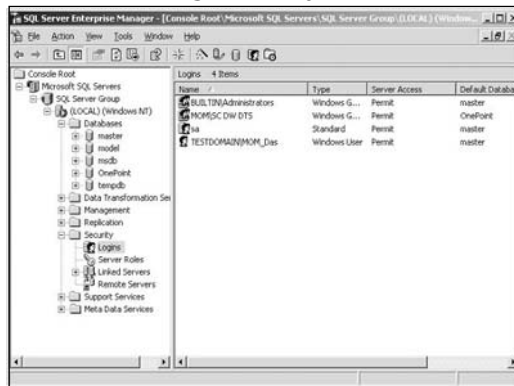 SQL Server Enterprise Manager - [Console Root\Microsoft SQL Servers\SQL Server Group\(LOCAL) (Windows
File Action View Tools Window Help
Console Root
Microsoft SQL Servers
SQL Server Group
(LOCAL) (Windows NT)
Databases
master
model
msdb
OnePoint
tempdb
Data Transformation Ser
Management
Replication
Security
Logins
Server Roles
Linked Servers
Remote Servers
Support Services
Meta Data Services
Logins 4 Items
Name Type Server Access Default Databa
BUILTIN\Administrators Windows G... Permit master
MOM\SC DW DTS Windows G... Permit OnePoint
sa Standard Permit master
TESTDOMAIN\MOM_Das Windows User Permit master